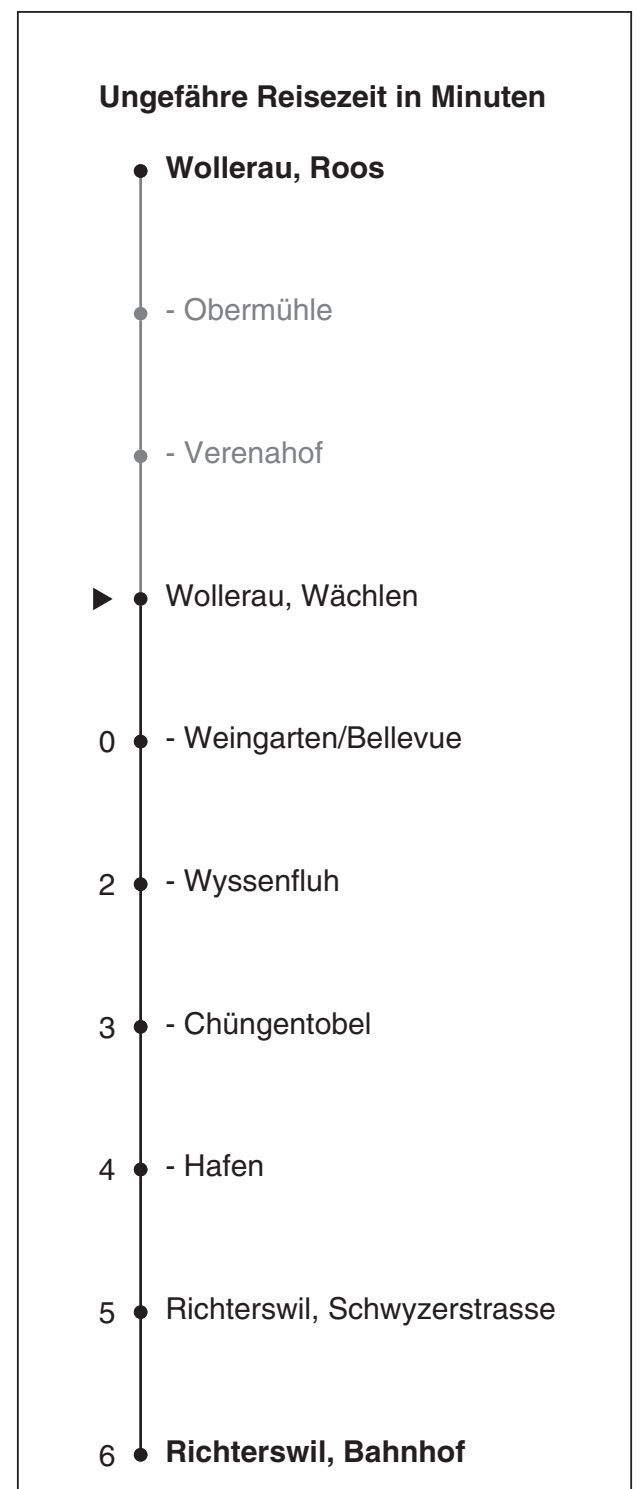 Ungefähre Reisezeit in Minuten
Wollerau, Roos
- Obermühle
- Verenahof
Wollerau, Wächlen
0 - Weingarten/Bellevue
2 - Wyssenfluh
3 - Chüngentobel
4 - Hafen
5 Richterswil, Schwyzerstrasse
6 Richterswil, Bahnhof